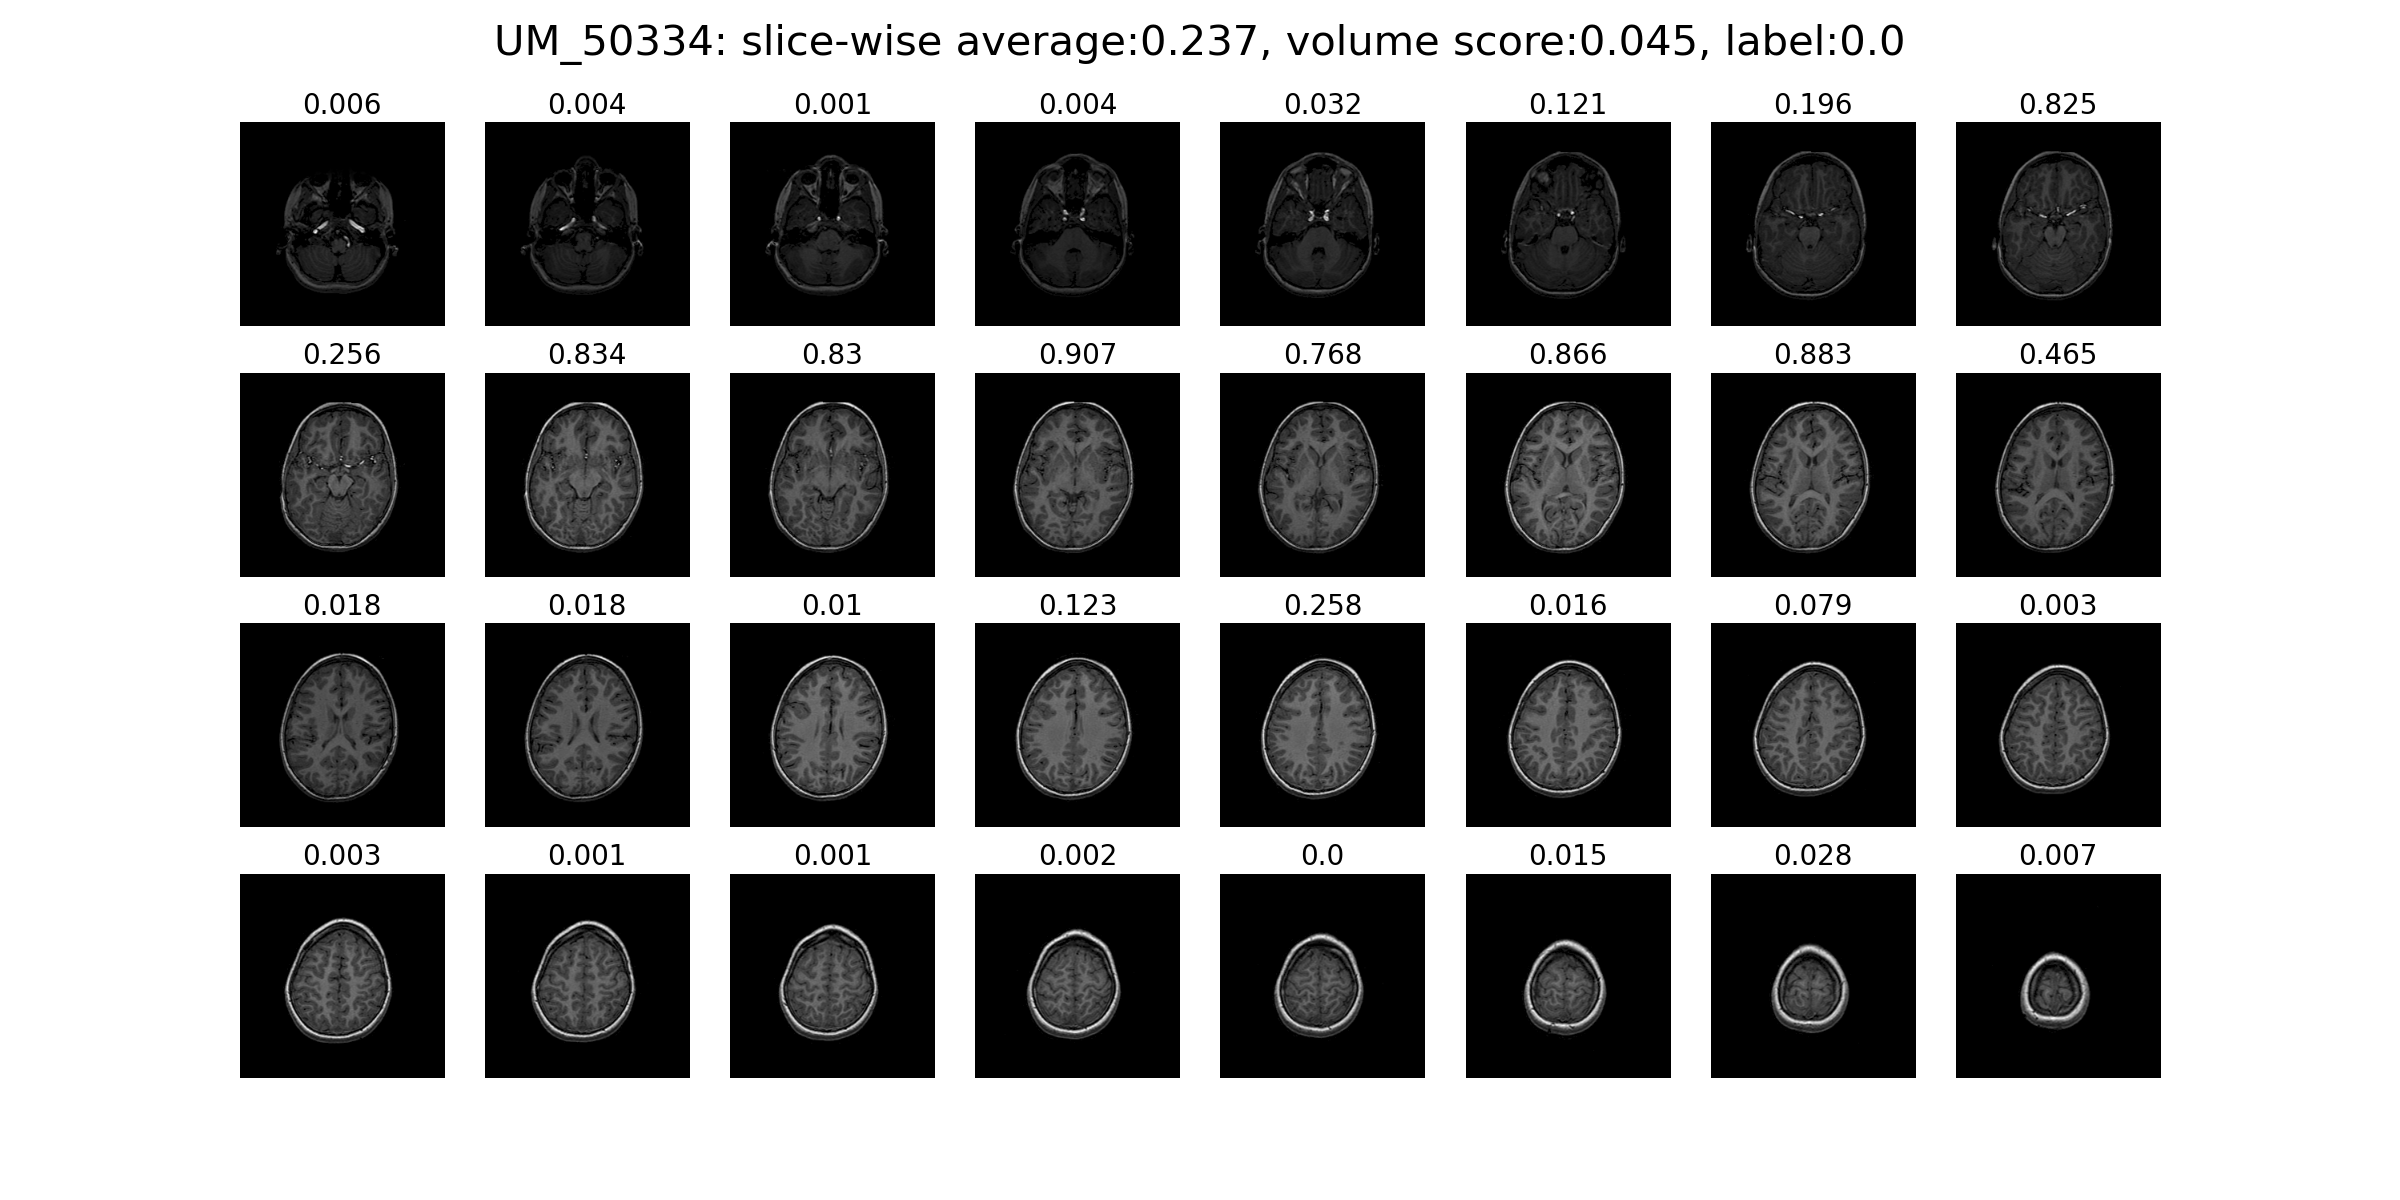 UM_50334: slice-wise average:0.237, volume score:0.045, label:0.0
0.006 0.004 0.001 0.004 0.032 0.121 0.196 0.825
0.256 0.834 0.83 0.907 0.768 0.866 0.883 0.465
0.018 0.018 0.01 0.123 0.258 0.016 0.079 0.003
0.003 0.001 0.001 0.002 0.0 0.015 0.028 0.007